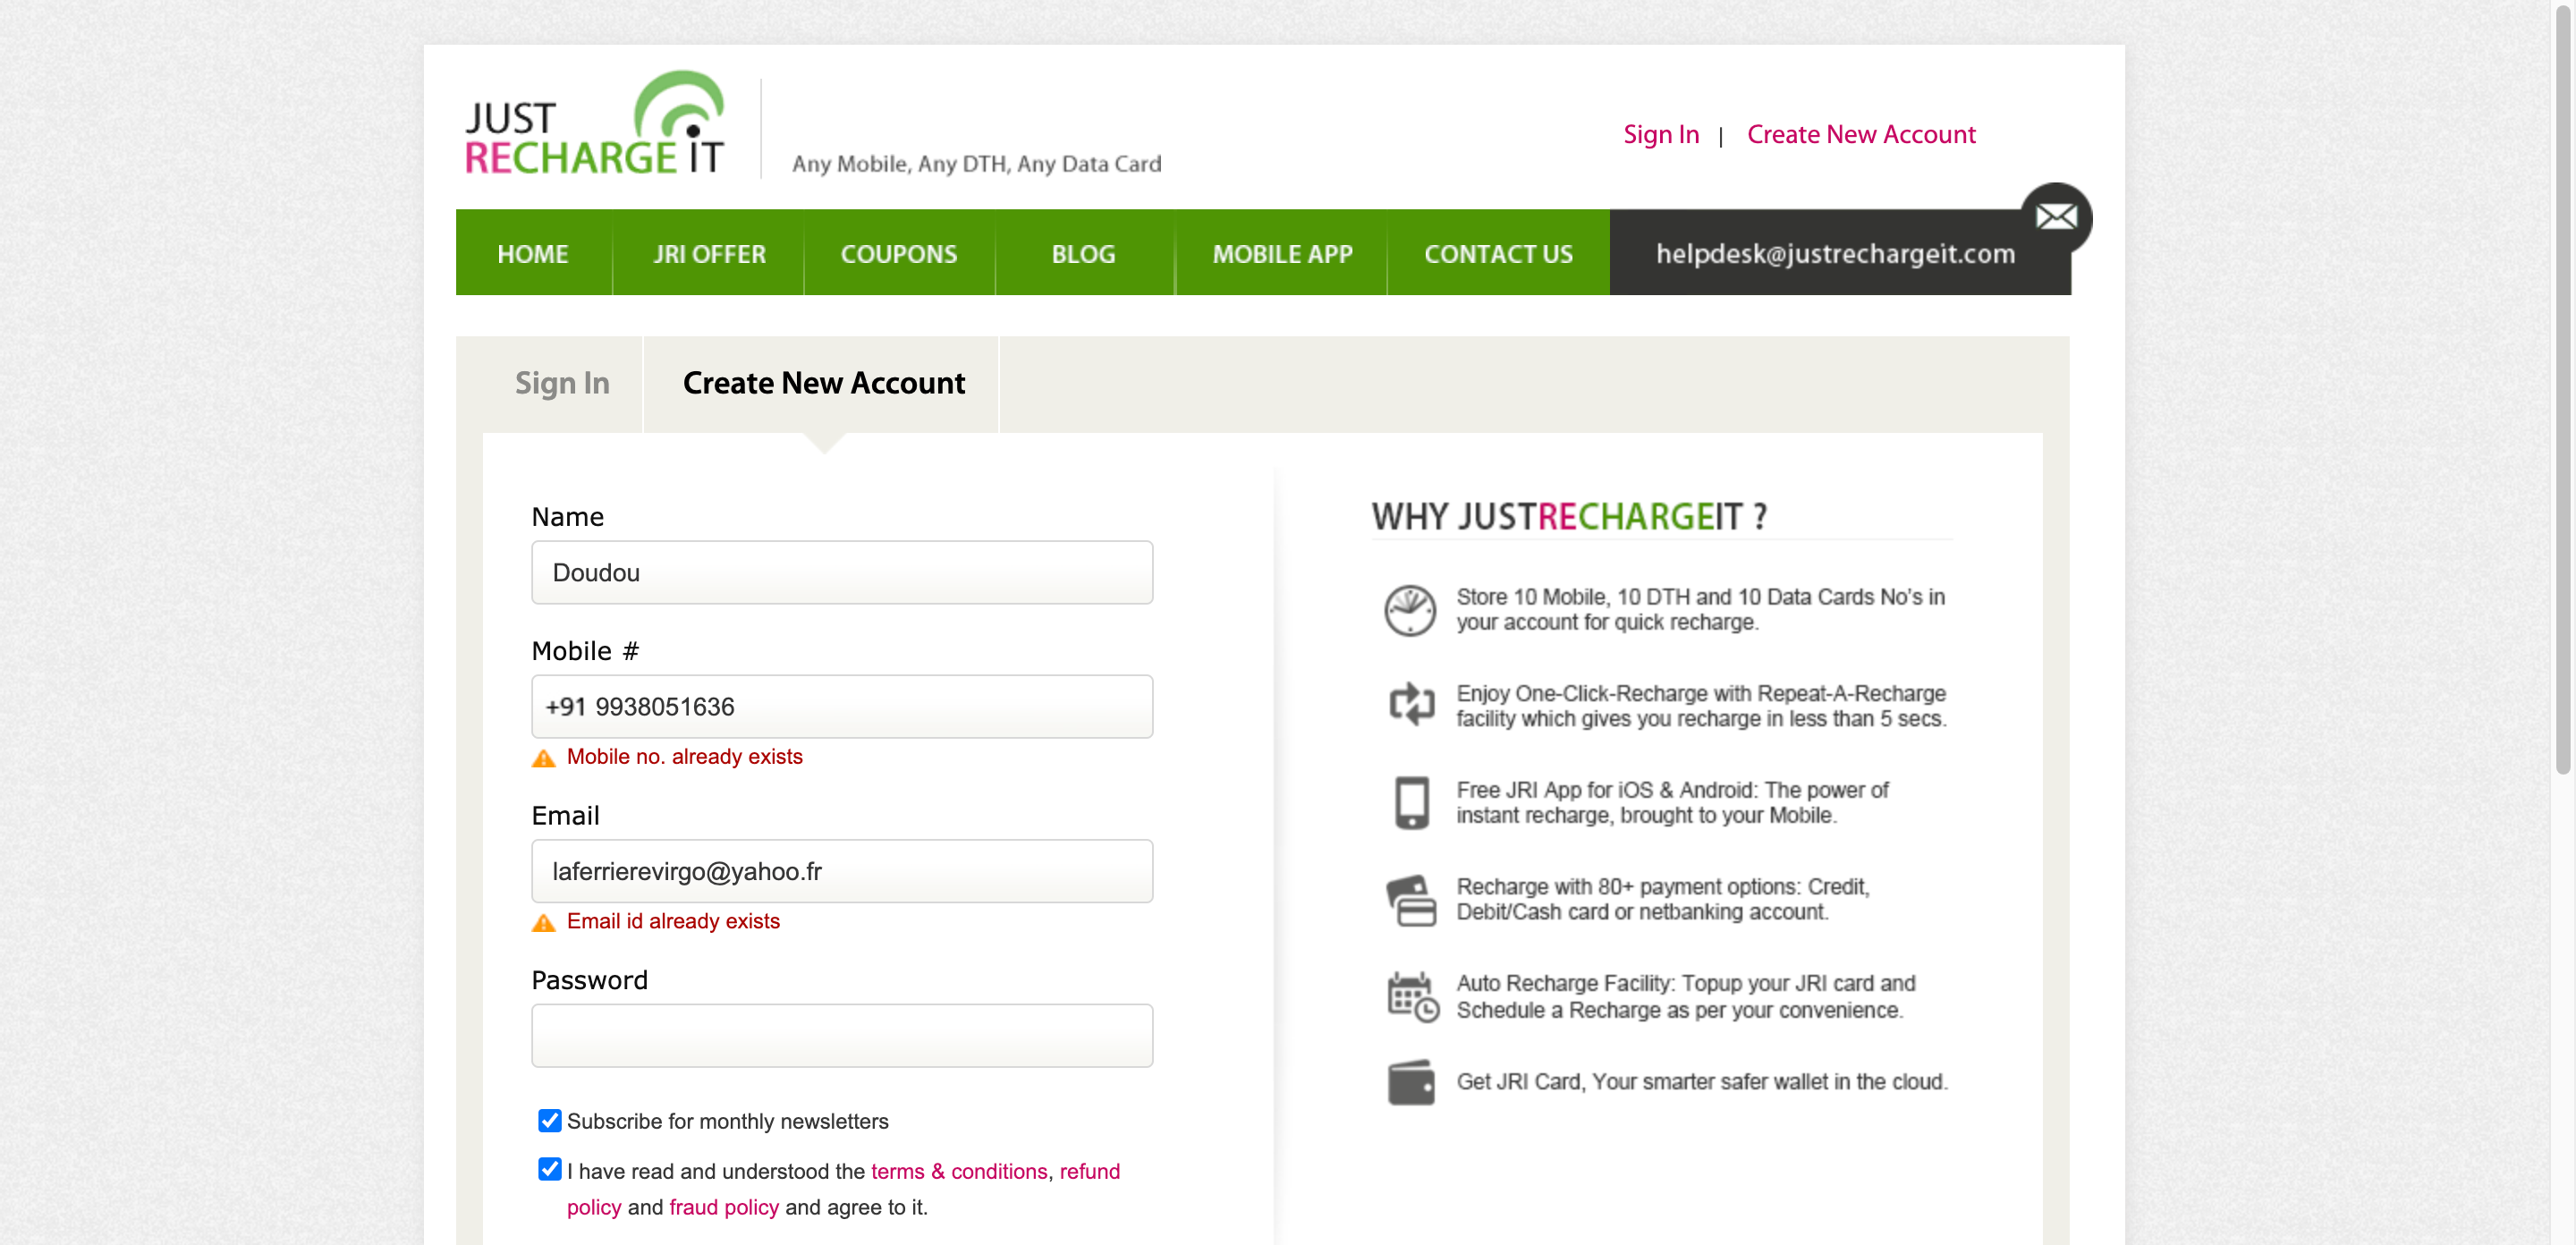 JUST
RECHARGE iT
Any Mobile, Any DTH, Any Data Card
Sign In | Create New Account
HOME JRI OFFER COUPONS BLOG MOBILE APP CONTACT US helpdesk@justrechargeit.com
Sign In Create New Account
Name
Doudou
Mobile #
+91 9938051636
Mobile no. already exists
Email
laferrierevirgo@yahoo.fr
Email id already exists
Password
Subscribe for monthly newsletters
I have read and understood the terms & conditions, refund
policy and fraud policy and agree to it.
WHY JUSTRECHARGEIT ?
Store 10 Mobile, 10 DTH and 10 Data Cards No's in
your account for quick recharge.
Enjoy One-Click-Recharge with Repeat-A-Recharge
facility which gives you recharge in less than 5 secs.
Free JRI App for iOS & Android: The power of
instant recharge, brought to your Mobile.
Recharge with 80+ payment options: Credit,
Debit/Cash card or netbanking account.
Auto Recharge Facility: Topup your JRI card and
Schedule a Recharge as per your convenience.
Get JRI Card, Your smarter safer wallet in the cloud.